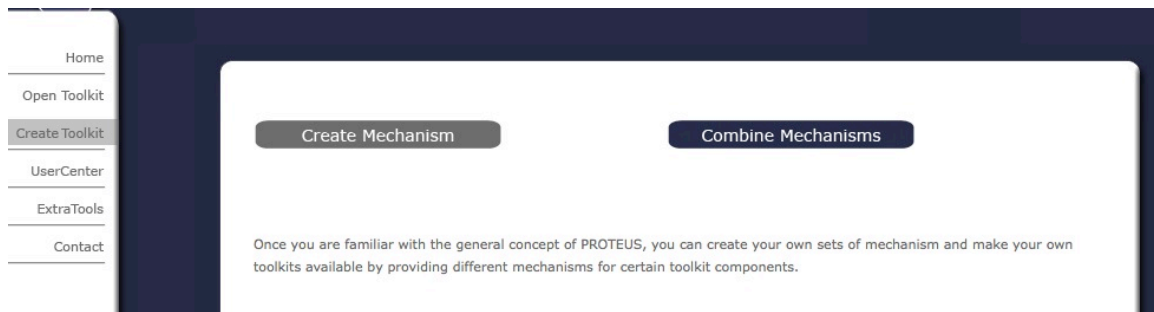 Home
Open Toolkit
Create Toolkit
UserCenter
ExtraTools
Contact
Create Mechanism
Combine Mechanisms
Once you are familiar with the general concept of PROTEUS, you can create your own sets of mechanism and make your own
toolkits available by providing different mechanisms for certain toolkit components.